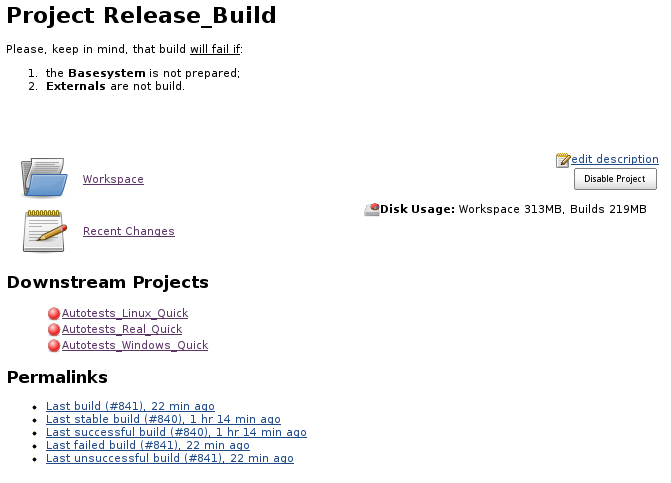 Project Release_Build
Please, keep in mind, that build will fail if:
1. the Basesystem is not prepared;
2. Externals are not build.
edit description
Workspace
Disable Project
Disk Usage: Workspace 313MB, Builds 219MB
Recent Changes
Downstream Projects
Autotests_Linux_Quick
Autotests_Real_Quick
Autotests_Windows_Quick
Permalinks
Last build (#841), 22 min ago
Last stable build (#840), 1 hr 14 min ago
Last successful build (#840), 1 hr 14 min ago
Last failed build (#841), 22 min ago
Last unsuccessful build (#841), 22 min ago